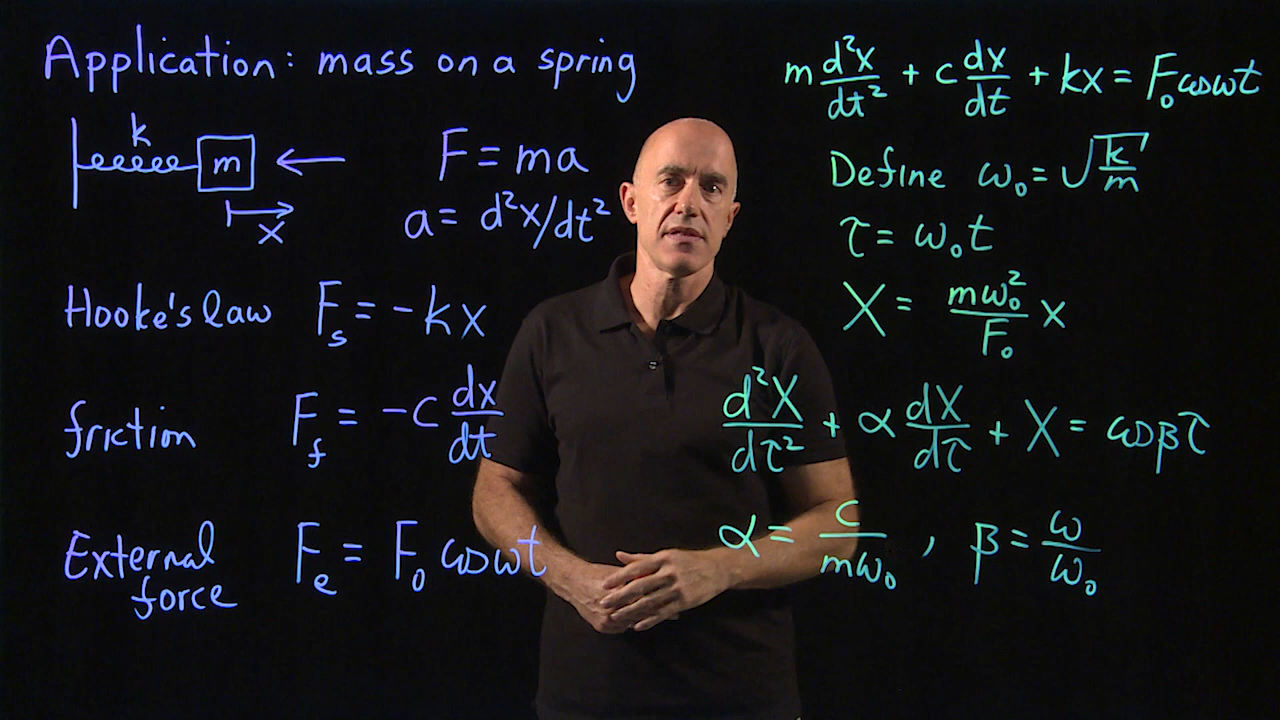 Application: mass on a spring
k
m
x
F = ma
a = d²x/dt²
Hooke's law F_s = -kx
friction F_f = -c dx/dt
External force F_e = F₀ cos ωt
m d²x/dt² + c dx/dt + kx = F₀ cos ωt
Define ω₀ = √(k/m)
τ = ω₀t
X = mω₀²/F₀ x
d²X/dτ² + α dX/dτ + X = cos βτ
α = c/mω₀ , β = ω/ω₀